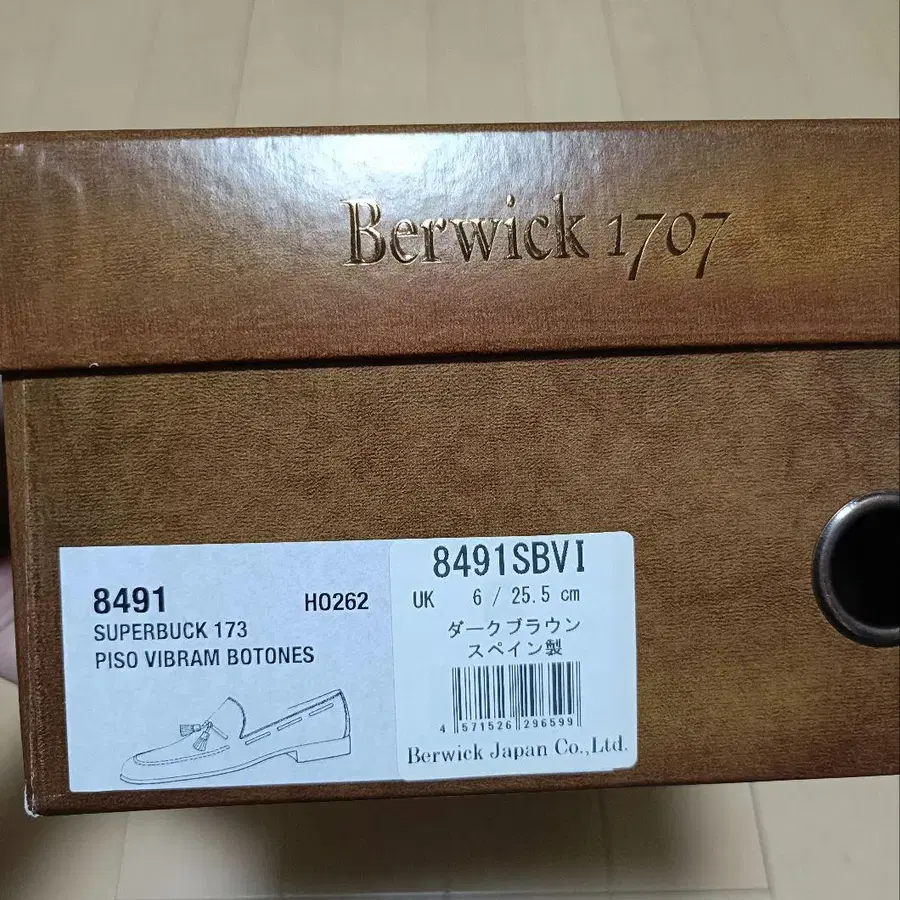 Berwick 1707
8491 HO262
SUPERBUCK 173
PISO VIBRAM BOTONES
8491SBVI
UK 6 / 25.5 cm
ダークブラウン
スペイン製
4 571526 296599
Berwick Japan Co.,Ltd.